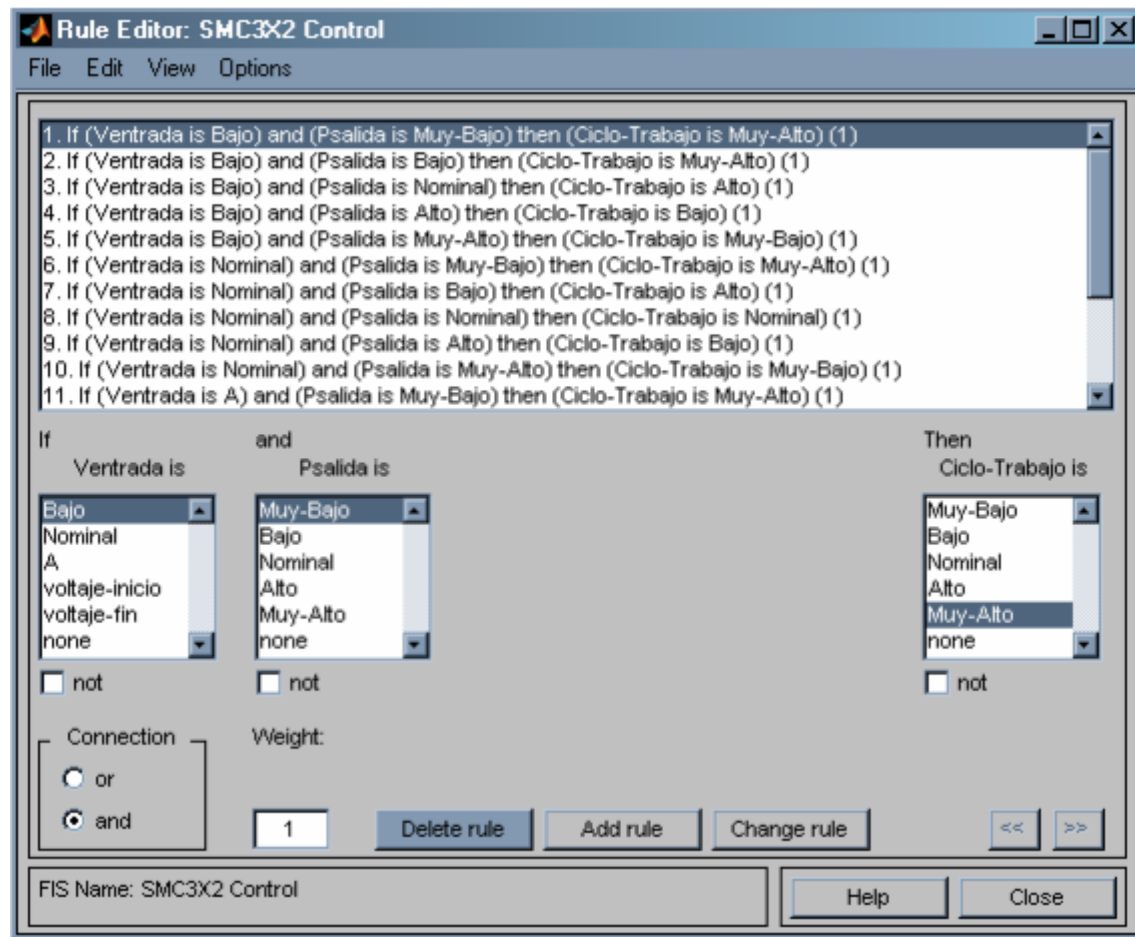 Rule Editor: SMC3X2 Control
File Edit View Options
1. If (Ventrada is Bajo) and (Psalida is Muy-Bajo) then (Ciclo-Trabajo is Muy-Alto) (1)
2. If (Ventrada is Bajo) and (Psalida is Bajo) then (Ciclo-Trabajo is Muy-Alto) (1)
3. If (Ventrada is Bajo) and (Psalida is Nominal) then (Ciclo-Trabajo is Alto) (1)
4. If (Ventrada is Bajo) and (Psalida is Alto) then (Ciclo-Trabajo is Bajo) (1)
5. If (Ventrada is Bajo) and (Psalida is Muy-Alto) then (Ciclo-Trabajo is Muy-Bajo) (1)
6. If (Ventrada is Nominal) and (Psalida is Muy-Bajo) then (Ciclo-Trabajo is Muy-Alto) (1)
7. If (Ventrada is Nominal) and (Psalida is Bajo) then (Ciclo-Trabajo is Alto) (1)
8. If (Ventrada is Nominal) and (Psalida is Nominal) then (Ciclo-Trabajo is Nominal) (1)
9. If (Ventrada is Nominal) and (Psalida is Alto) then (Ciclo-Trabajo is Bajo) (1)
10. If (Ventrada is Nominal) and (Psalida is Muy-Alto) then (Ciclo-Trabajo is Muy-Bajo) (1)
11. If (Ventrada is A) and (Psalida is Muy-Bajo) then (Ciclo-Trabajo is Muy-Alto) (1)
If and Then
Ventrada is Psalida is Ciclo-Trabajo is
Bajo Muy-Bajo Muy-Bajo
Nominal Bajo Bajo
A Nominal Nominal
voltaje-inicio Alto Alto
voltaje-fin Muy-Alto Muy-Alto
none none none
not not not
Connection Weight:
or
and 1 Delete rule Add rule Change rule << >>
FIS Name: SMC3X2 Control Help Close